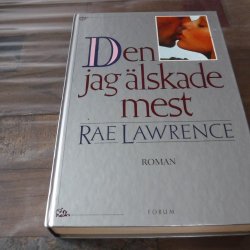 Den
jag älskade
mest
RAE LAWRENCE
ROMAN
FORUM